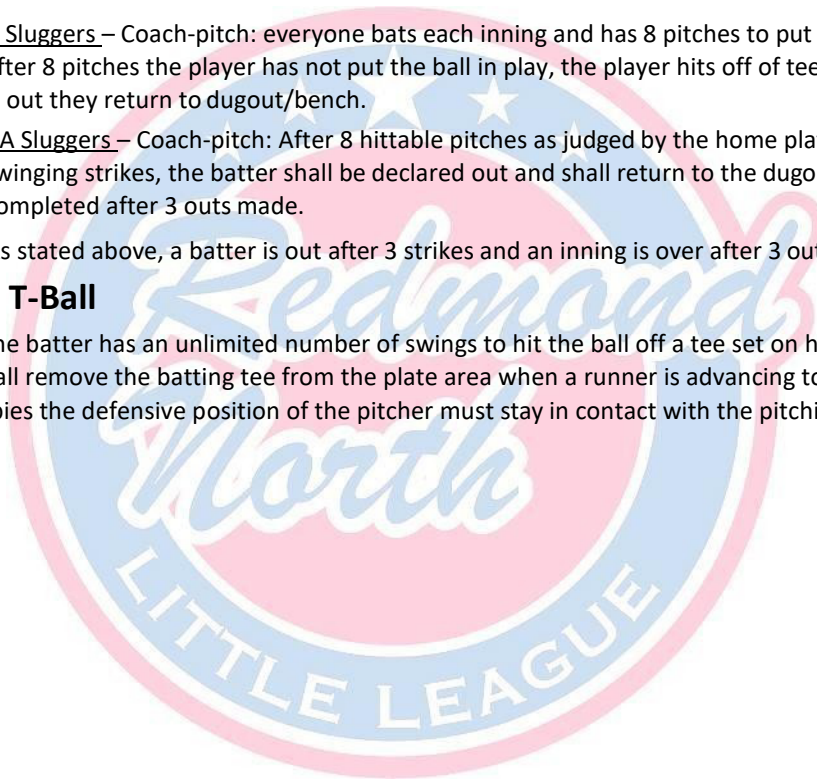 Sluggers – Coach-pitch: everyone bats each inning and has 8 pitches to put
fter 8 pitches the player has not put the ball in play, the player hits off of tee
out they return to dugout/bench.
A Sluggers – Coach-pitch: After 8 hittable pitches as judged by the home pla
winging strikes, the batter shall be declared out and shall return to the dugo
ompleted after 3 outs made.
s stated above, a batter is out after 3 strikes and an inning is over after 3 out
T-Ball
he batter has an unlimited number of swings to hit the ball off a tee set on h
all remove the batting tee from the plate area when a runner is advancing to
pies the defensive position of the pitcher must stay in contact with the pitchi
Redmond
North
LITTLE LEAGUE